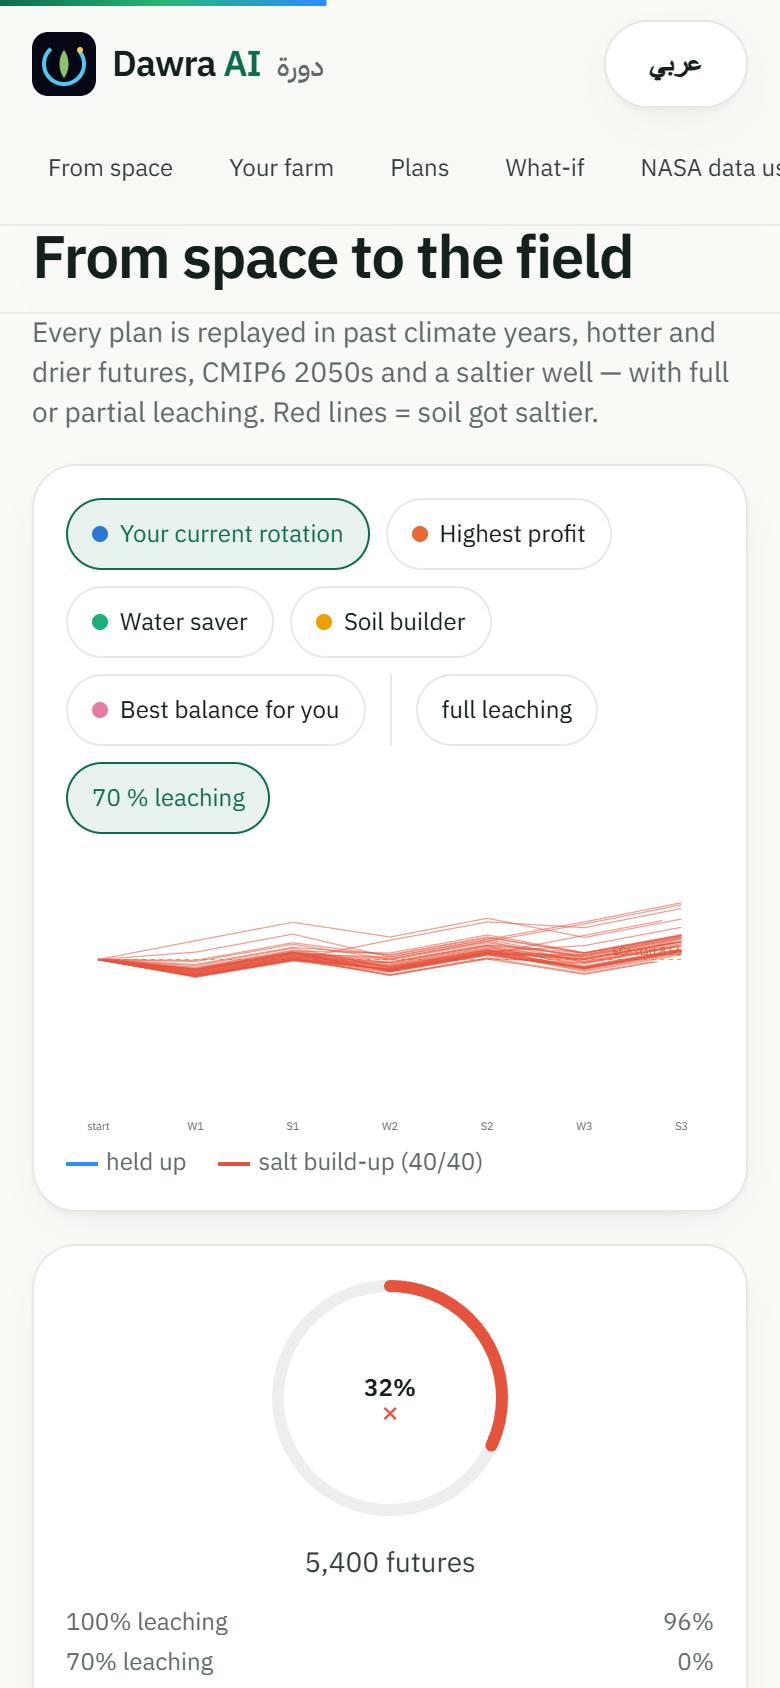 Dawra AI دورة
عربي
From space
Your farm
Plans
What-if
NASA data us
From space to the field
Every plan is replayed in past climate years, hotter and
drier futures, CMIP6 2050s and a saltier well — with full
or partial leaching. Red lines = soil got saltier.
Your current rotation
Highest profit
Water saver
Soil builder
Best balance for you
full leaching
70 % leaching
start W1 S1 W2 S2 W3 S3
held up
salt build-up (40/40)
32%
×
5,400 futures
100% leaching 96%
70% leaching 0%